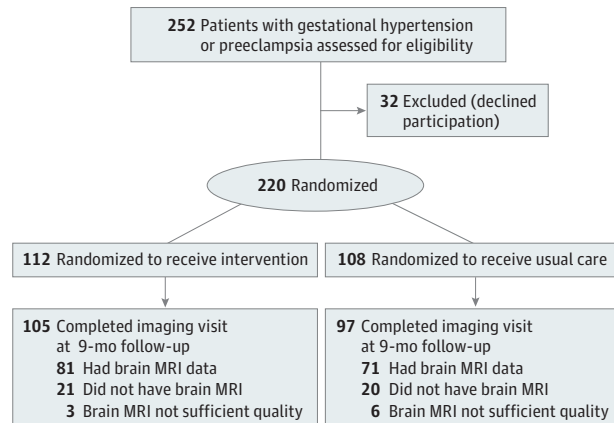 252 Patients with gestational hypertension
or preeclampsia assessed for eligibility
32 Excluded (declined
participation)
220 Randomized
112 Randomized to receive intervention
108 Randomized to receive usual care
105 Completed imaging visit
at 9-mo follow-up
81 Had brain MRI data
21 Did not have brain MRI
3 Brain MRI not sufficient quality
97 Completed imaging visit
at 9-mo follow-up
71 Had brain MRI data
20 Did not have brain MRI
6 Brain MRI not sufficient quality